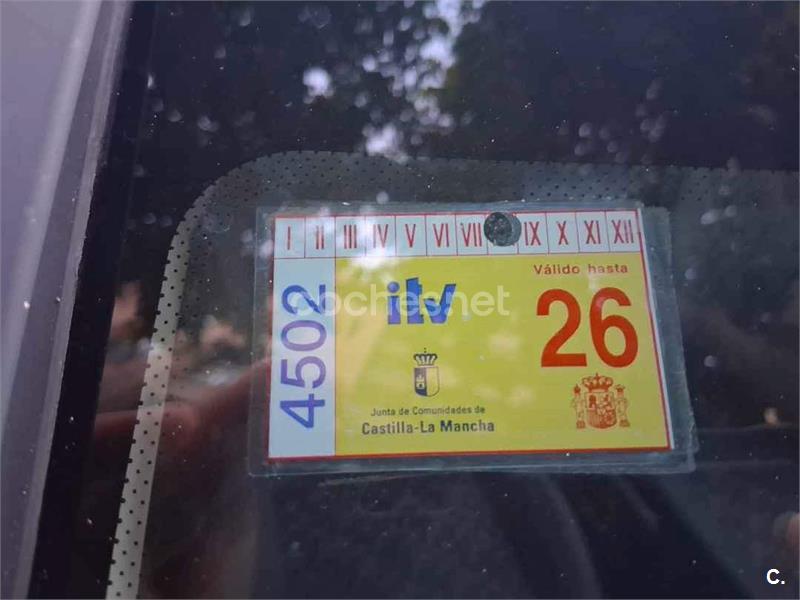 I II III IV V VI VII IX X XI XII
4502
itv
Válido hasta
26
Junta de Comunidades de
Castilla-La Mancha
coches.net
C.